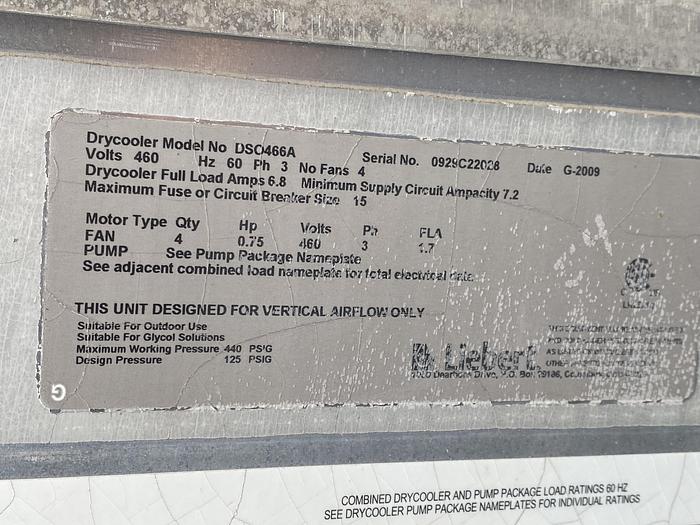 Drycooler Model No DSO466A
Serial No. 0929C22028 Date G-2009
Volts 460 Hz 60 Ph 3 No Fans 4
Drycooler Full Load Amps 6.8 Minimum Supply Circuit Ampacity 7.2
Maximum Fuse or Circuit Breaker Size 15
Motor Type Qty Hp Volts Ph FLA
FAN 4 0.75 460 3 1.7
PUMP See Pump Package Nameplate
See adjacent combined load nameplate for total electrical data
THIS UNIT DESIGNED FOR VERTICAL AIRFLOW ONLY
Suitable For Outdoor Use
Suitable For Glycol Solutions
Maximum Working Pressure 440 PSIG
Design Pressure 125 PSIG
Liebert
Dearborn Drive, P.O. Box 29186,
G
COMBINED DRYCOOLER AND PUMP PACKAGE LOAD RATINGS 60 HZ
SEE DRYCOOLER PUMP PACKAGE NAMEPLATES FOR INDIVIDUAL RATINGS